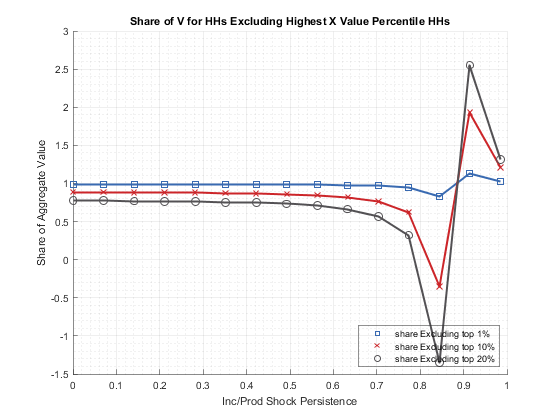 Share of V for HHs Excluding Highest X Value Percentile HHs
3
2.5
2
1.5
1
0.5
0
-0.5
-1
-1.5
Share of Aggregate Value
share Excluding top 1%
share Excluding top 10%
share Excluding top 20%
0 0.1 0.2 0.3 0.4 0.5 0.6 0.7 0.8 0.9 1
Inc/Prod Shock Persistence